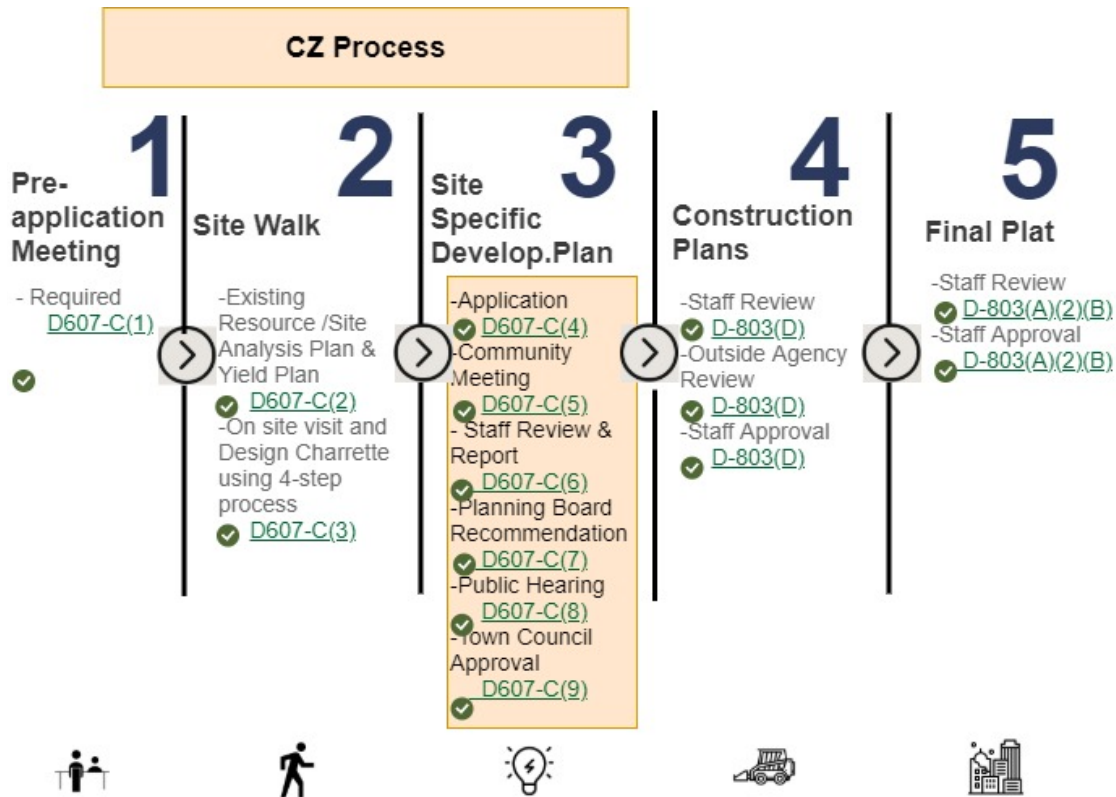 CZ Process
1
Pre-
application
Meeting
- Required
D607-C(1)
2
Site Walk
-Existing
Resource /Site
Analysis Plan &
Yield Plan
D607-C(2)
-On site visit and
Design Charrette
using 4-step
process
D607-C(3)
3
Site
Specific
Develop.Plan
-Application
D607-C(4)
-Community
Meeting
D607-C(5)
- Staff Review &
Report
D607-C(6)
-Planning Board
Recommendation
D607-C(7)
-Public Hearing
D607-C(8)
-Town Council
Approval
D607-C(9)
4
Construction
Plans
-Staff Review
D-803(D)
-Outside Agency
Review
D-803(D)
-Staff Approval
D-803(D)
5
Final Plat
-Staff Review
D-803(A)(2)(B)
-Staff Approval
D-803(A)(2)(B)